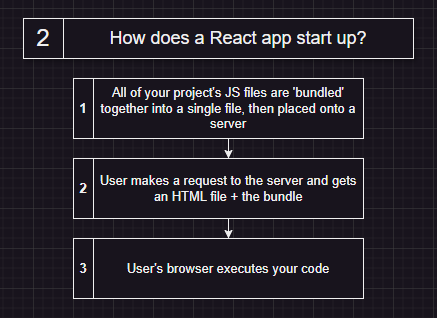 2
How does a React app start up?
1
All of your project's JS files are 'bundled'
together into a single file, then placed onto a
server
2
User makes a request to the server and gets
an HTML file + the bundle
3
User's browser executes your code